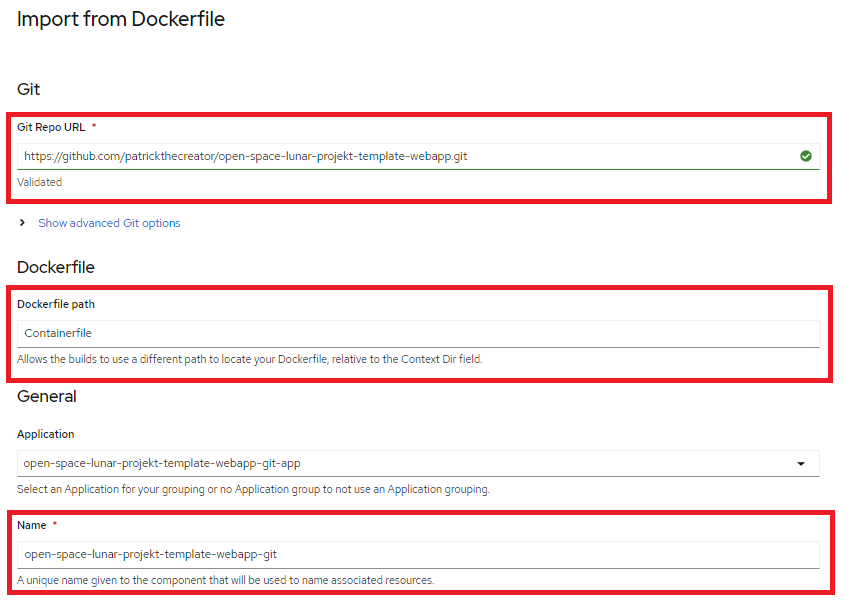 Import from Dockerfile
Git
Git Repo URL *
https://github.com/patrickthecreator/open-space-lunar-projekt-template-webapp.git
Validated
Show advanced Git options
Dockerfile
Dockerfile path
Containerfile
Allows the builds to use a different path to locate your Dockerfile, relative to the Context Dir field.
General
Application
open-space-lunar-projekt-template-webapp-git-app
Select an Application for your grouping or no Application group to not use an Application grouping.
Name *
open-space-lunar-projekt-template-webapp-git
A unique name given to the component that will be used to name associated resources.